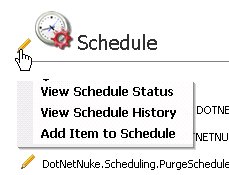 Schedule
View Schedule Status
View Schedule History
DOTNE
Add Item to Schedule
NETNU
DotNetNuke.Scheduling.PurgeSchedule